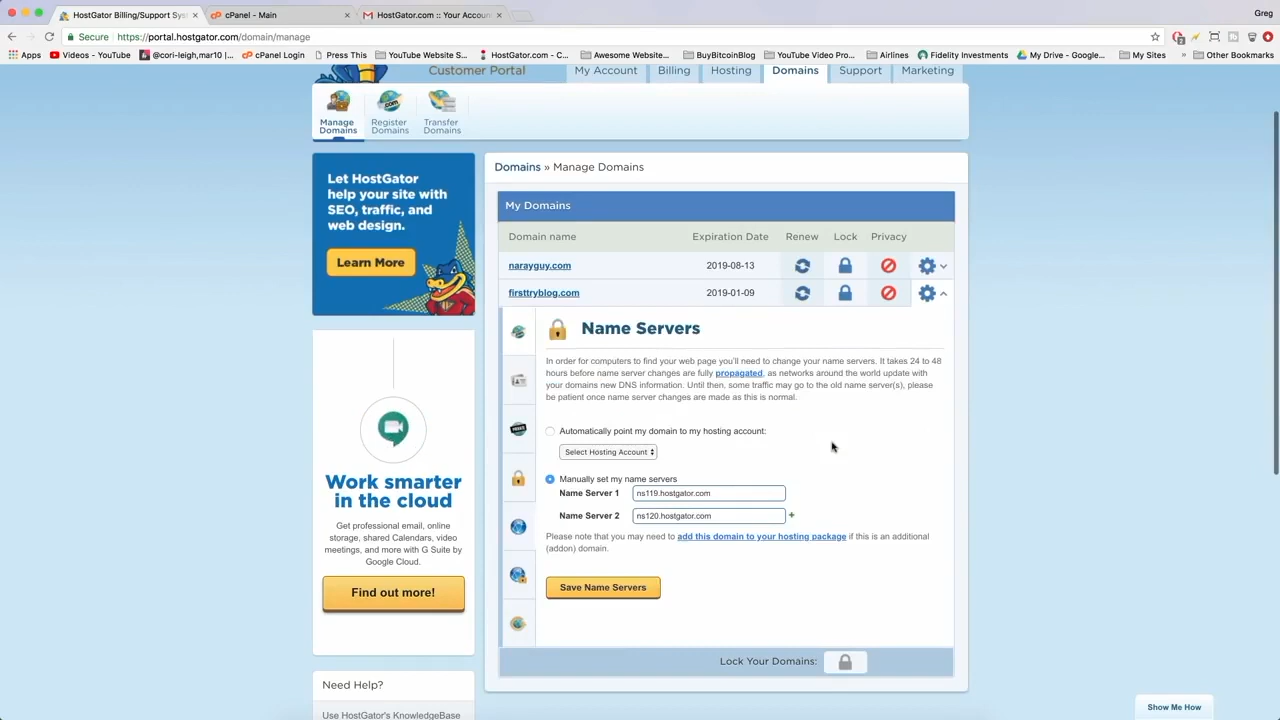 HostGator Billing/Support Sys
cPanel - Main
HostGator.com :: Your Accoun
Greg
Secure
https://portal.hostgator.com/domain/manage
Apps
Videos - YouTube
@cori-leigh,mar10 |...
cPanel Login
Press This
YouTube Website S...
HostGator.com - C...
Awesome Website...
BuyBitcoinBlog
YouTube Video Pro...
Airlines
Fidelity Investments
My Drive - Google...
My Sites
»
Other Bookmarks
Customer Portal
My Account
Billing
Hosting
Domains
Support
Marketing
Manage
Domains
Register
Domains
Transfer
Domains
Let HostGator
help your site with
SEO, traffic, and
web design.
Learn More
Work smarter
in the cloud
Get professional email, online
storage, shared Calendars, video
meetings, and more with G Suite by
Google Cloud.
Find out more!
Need Help?
Use HostGator's KnowledgeBase
Domains » Manage Domains
My Domains
Domain name
Expiration Date
Renew
Lock
Privacy
narayguy.com
2019-08-13
firsttryblog.com
2019-01-09
Name Servers
In order for computers to find your web page you'll need to change your name servers. It takes 24 to 48
hours before name server changes are fully propagated, as networks around the world update with
your domains new DNS information. Until then, some traffic may go to the old name server(s), please
be patient once name server changes are made as this is normal.
Automatically point my domain to my hosting account:
Select Hosting Account
Manually set my name servers
Name Server 1
ns119.hostgator.com
Name Server 2
ns120.hostgator.com
+
Please note that you may need to add this domain to your hosting package if this is an additional
(addon) domain.
Save Name Servers
Lock Your Domains:
Show Me How